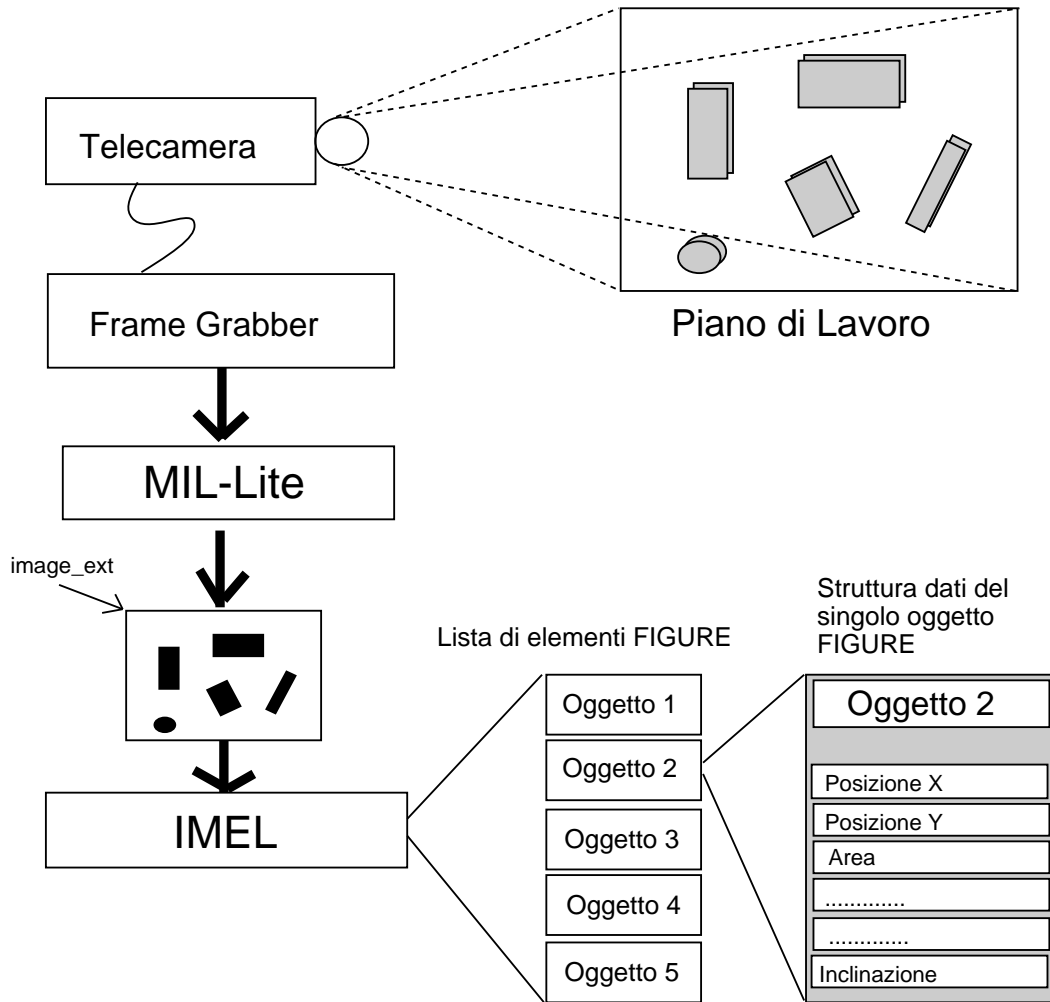 Telecamera
Piano di Lavoro
Frame Grabber
MIL-Lite
image_ext
Lista di elementi FIGURE
Struttura dati del
singolo oggetto
FIGURE
Oggetto 1
Oggetto 2
Oggetto 3
Oggetto 4
Oggetto 5
Oggetto 2
Posizione X
Posizione Y
Area
.............
.............
Inclinazione
IMEL